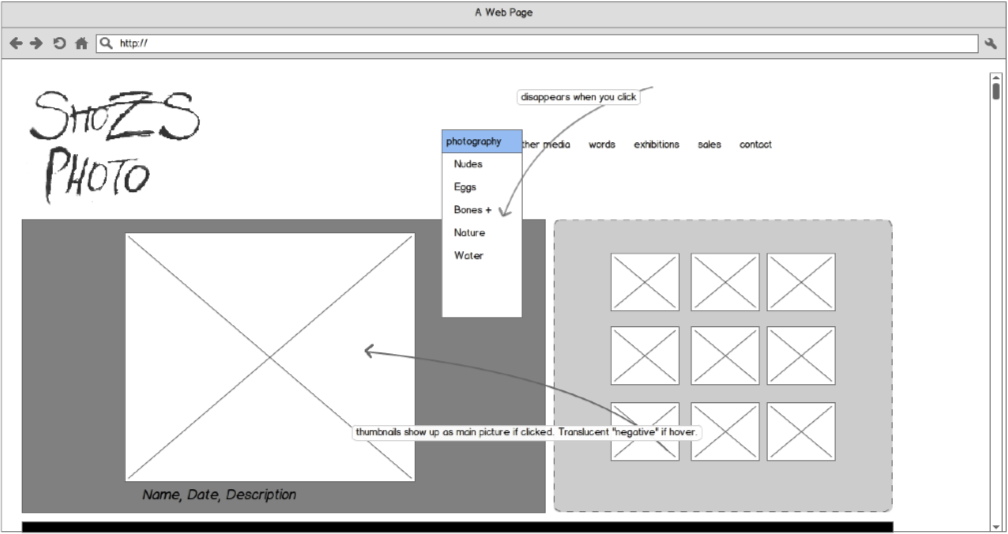 A Web Page
http://
SHOZS
PHOTO
disappears when you click
photography
ther media words exhibitions sales contact
Nudes
Eggs
Bones +
Nature
Water
thumbnails show up as main picture if clicked. Translucent "negative" if hover.
Name, Date, Description